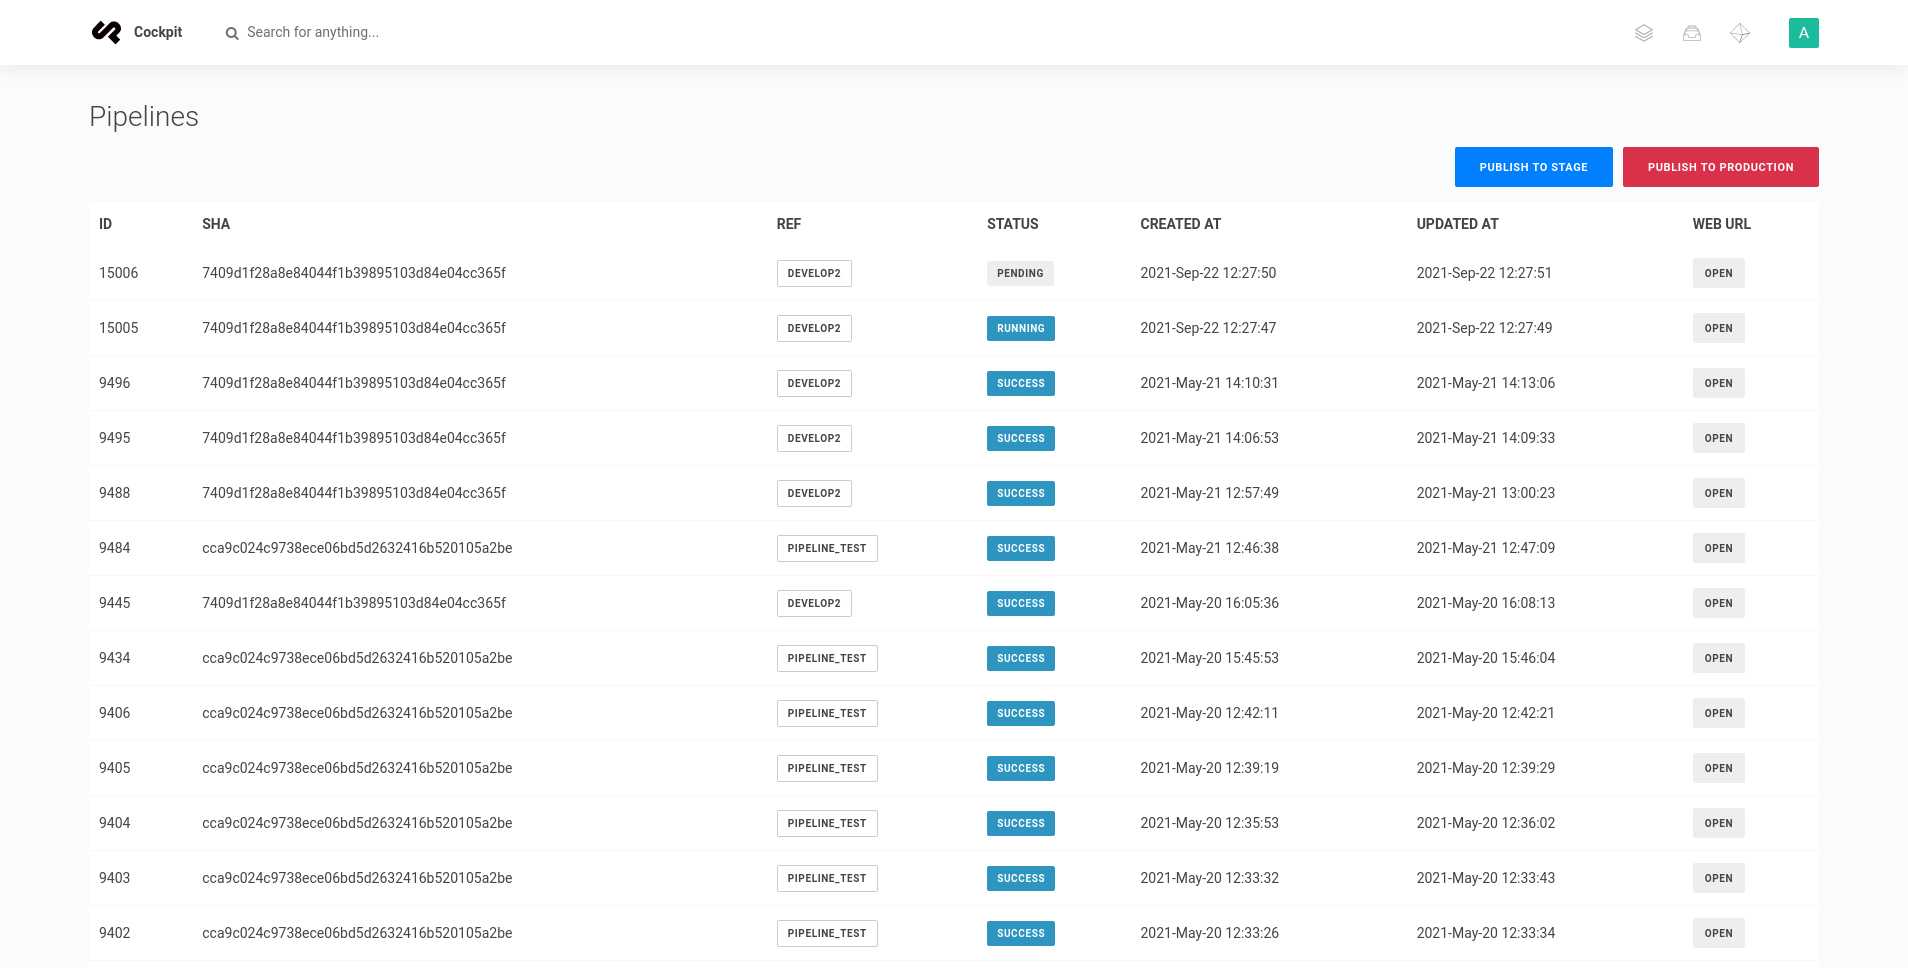 Cockpit Search for anything... A
Pipelines
PUBLISH TO STAGE PUBLISH TO PRODUCTION
ID SHA REF STATUS CREATED AT UPDATED AT WEB URL
15006 7409d1f28a8e84044f1b39895103d84e04cc365f DEVELOP2 PENDING 2021-Sep-22 12:27:50 2021-Sep-22 12:27:51 OPEN
15005 7409d1f28a8e84044f1b39895103d84e04cc365f DEVELOP2 RUNNING 2021-Sep-22 12:27:47 2021-Sep-22 12:27:49 OPEN
9496 7409d1f28a8e84044f1b39895103d84e04cc365f DEVELOP2 SUCCESS 2021-May-21 14:10:31 2021-May-21 14:13:06 OPEN
9495 7409d1f28a8e84044f1b39895103d84e04cc365f DEVELOP2 SUCCESS 2021-May-21 14:06:53 2021-May-21 14:09:33 OPEN
9488 7409d1f28a8e84044f1b39895103d84e04cc365f DEVELOP2 SUCCESS 2021-May-21 12:57:49 2021-May-21 13:00:23 OPEN
9484 cca9c024c9738ece06bd5d2632416b520105a2be PIPELINE_TEST SUCCESS 2021-May-21 12:46:38 2021-May-21 12:47:09 OPEN
9445 7409d1f28a8e84044f1b39895103d84e04cc365f DEVELOP2 SUCCESS 2021-May-20 16:05:36 2021-May-20 16:08:13 OPEN
9434 cca9c024c9738ece06bd5d2632416b520105a2be PIPELINE_TEST SUCCESS 2021-May-20 15:45:53 2021-May-20 15:46:04 OPEN
9406 cca9c024c9738ece06bd5d2632416b520105a2be PIPELINE_TEST SUCCESS 2021-May-20 12:42:11 2021-May-20 12:42:21 OPEN
9405 cca9c024c9738ece06bd5d2632416b520105a2be PIPELINE_TEST SUCCESS 2021-May-20 12:39:19 2021-May-20 12:39:29 OPEN
9404 cca9c024c9738ece06bd5d2632416b520105a2be PIPELINE_TEST SUCCESS 2021-May-20 12:35:53 2021-May-20 12:36:02 OPEN
9403 cca9c024c9738ece06bd5d2632416b520105a2be PIPELINE_TEST SUCCESS 2021-May-20 12:33:32 2021-May-20 12:33:43 OPEN
9402 cca9c024c9738ece06bd5d2632416b520105a2be PIPELINE_TEST SUCCESS 2021-May-20 12:33:26 2021-May-20 12:33:34 OPEN